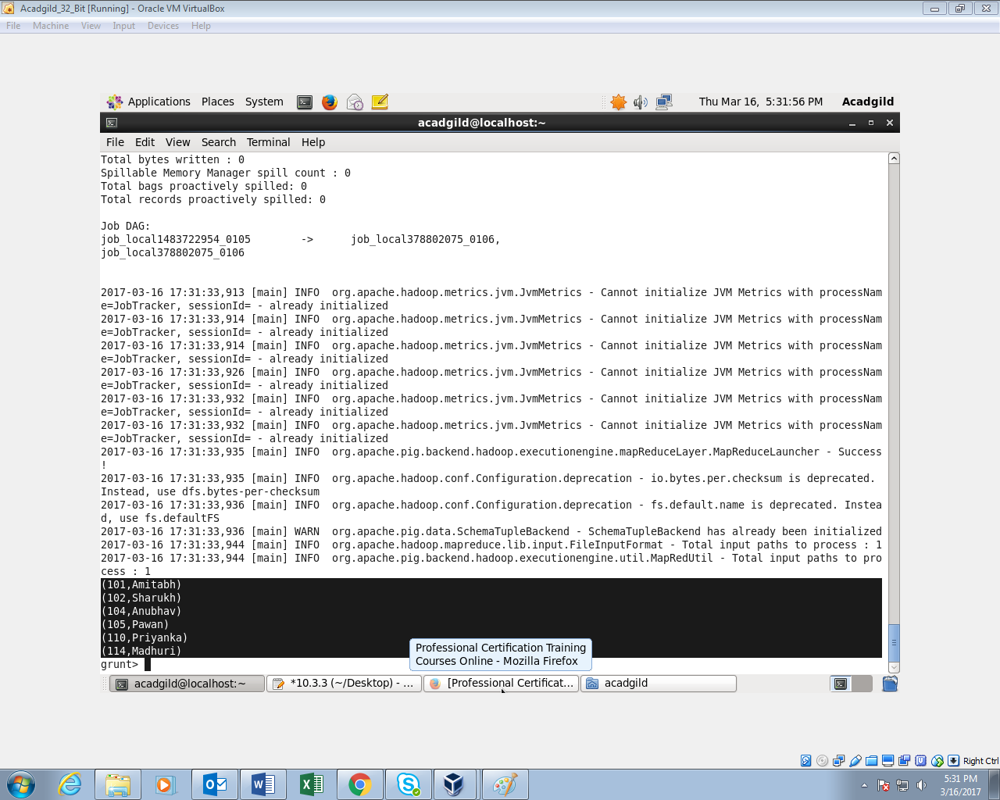 Acadgild_32_Bit [Running] - Oracle VM VirtualBox
File Machine View Input Devices Help
Applications Places System Thu Mar 16, 5:31:56 PM Acadgild
acadgild@localhost:~
File Edit View Search Terminal Help
Total bytes written : 0
Spillable Memory Manager spill count : 0
Total bags proactively spilled: 0
Total records proactively spilled: 0
Job DAG:
job_local1483722954_0105 -> job_local378802075_0106,
job_local378802075_0106
2017-03-16 17:31:33,913 [main] INFO org.apache.hadoop.metrics.jvm.JvmMetrics - Cannot initialize JVM Metrics with processNam
e=JobTracker, sessionId= - already initialized
2017-03-16 17:31:33,914 [main] INFO org.apache.hadoop.metrics.jvm.JvmMetrics - Cannot initialize JVM Metrics with processNam
e=JobTracker, sessionId= - already initialized
2017-03-16 17:31:33,914 [main] INFO org.apache.hadoop.metrics.jvm.JvmMetrics - Cannot initialize JVM Metrics with processNam
e=JobTracker, sessionId= - already initialized
2017-03-16 17:31:33,926 [main] INFO org.apache.hadoop.metrics.jvm.JvmMetrics - Cannot initialize JVM Metrics with processNam
e=JobTracker, sessionId= - already initialized
2017-03-16 17:31:33,932 [main] INFO org.apache.hadoop.metrics.jvm.JvmMetrics - Cannot initialize JVM Metrics with processNam
e=JobTracker, sessionId= - already initialized
2017-03-16 17:31:33,932 [main] INFO org.apache.hadoop.metrics.jvm.JvmMetrics - Cannot initialize JVM Metrics with processNam
e=JobTracker, sessionId= - already initialized
2017-03-16 17:31:33,935 [main] INFO org.apache.pig.backend.hadoop.executionengine.mapReduceLayer.MapReduceLauncher - Success
!
2017-03-16 17:31:33,935 [main] INFO org.apache.hadoop.conf.Configuration.deprecation - io.bytes.per.checksum is deprecated.
Instead, use dfs.bytes-per-checksum
2017-03-16 17:31:33,936 [main] INFO org.apache.hadoop.conf.Configuration.deprecation - fs.default.name is deprecated. Instea
d, use fs.defaultFS
2017-03-16 17:31:33,936 [main] WARN org.apache.pig.data.SchemaTupleBackend - SchemaTupleBackend has already been initialized
2017-03-16 17:31:33,944 [main] INFO org.apache.hadoop.mapreduce.lib.input.FileInputFormat - Total input paths to process : 1
2017-03-16 17:31:33,944 [main] INFO org.apache.pig.backend.hadoop.executionengine.util.MapRedUtil - Total input paths to pro
cess : 1
(101,Amitabh)
(102,Sharukh)
(104,Anubhav)
(105,Pawan)
(110,Priyanka)
(114,Madhuri)
grunt>
Professional Certification Training
Courses Online - Mozilla Firefox
acadgild@localhost:~ *10.3.3 (~/Desktop) - ... [Professional Certificat... acadgild
Right Ctrl
5:31 PM
3/16/2017